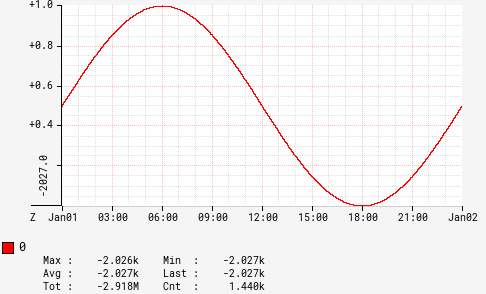 +1.0
+0.8
+0.6
+0.4
-2027.0
Z Jan01 03:00 06:00 09:00 12:00 15:00 18:00 21:00 Jan02
0
Max : -2.026k Min : -2.027k
Avg : -2.027k Last : -2.027k
Tot : -2.918M Cnt : 1.440k